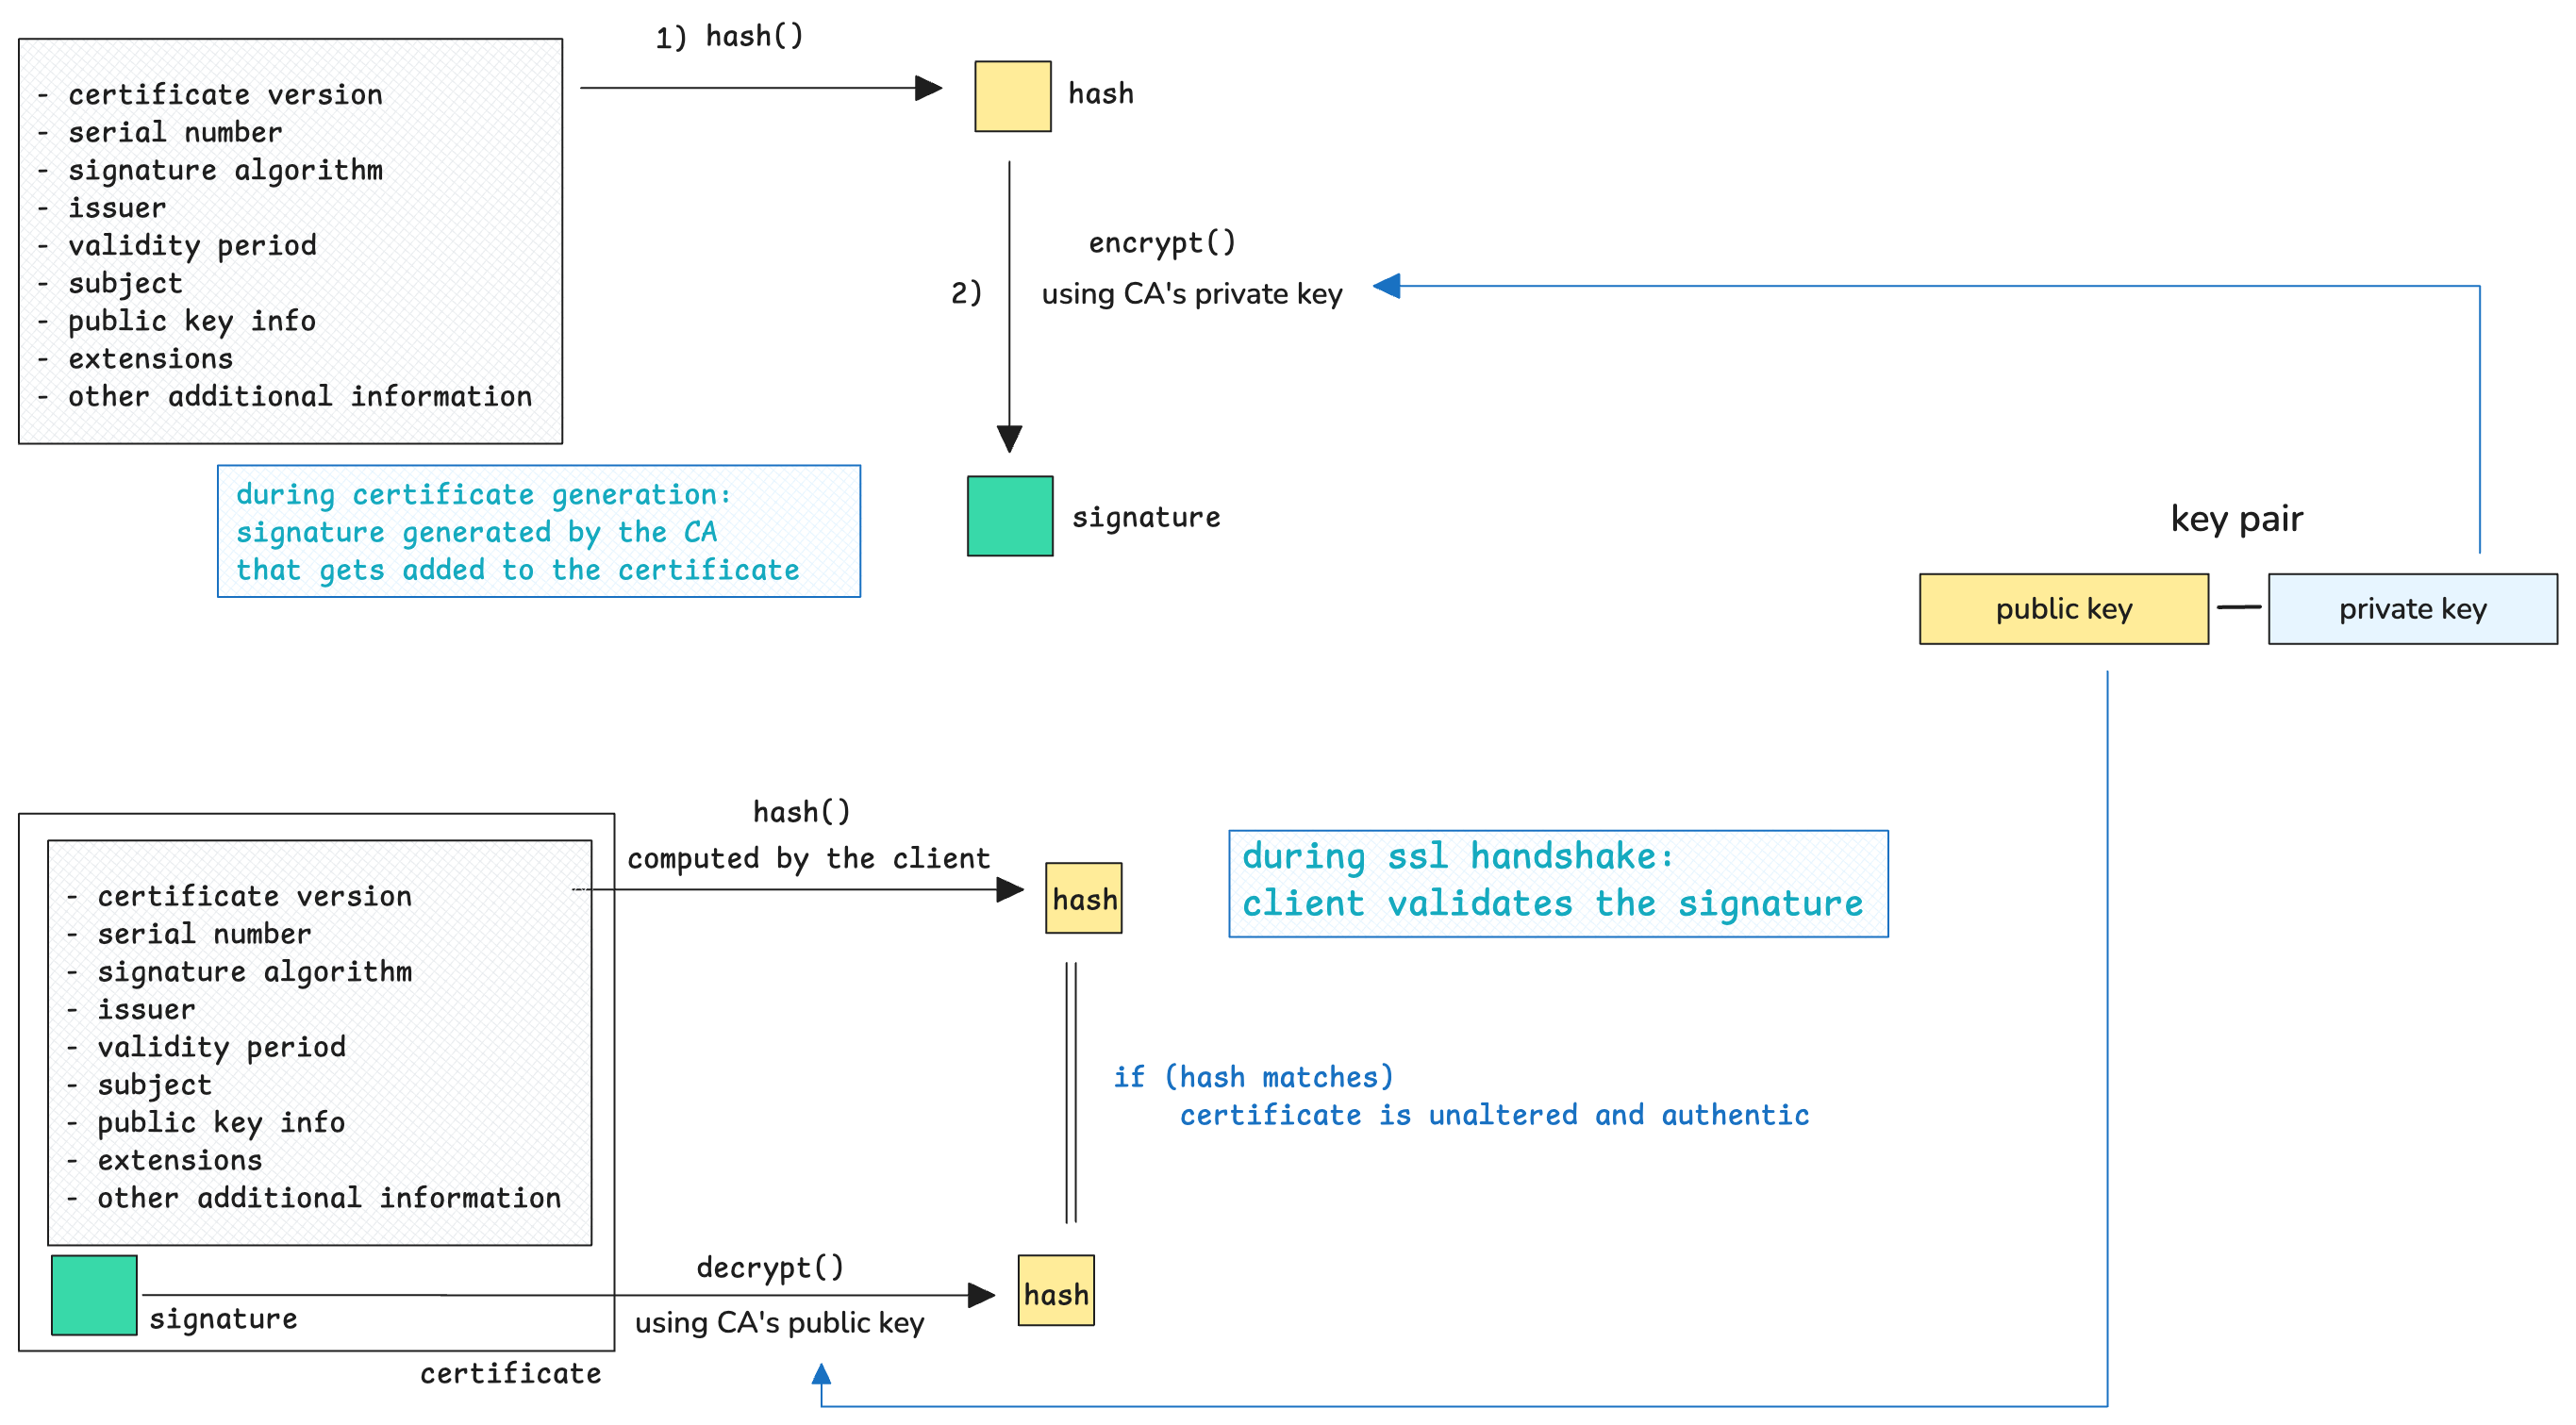 1) hash()
- certificate version
- serial number
- signature algorithm
- issuer
- validity period
- subject
- public key info
- extensions
- other additional information
hash
encrypt()
2) using CA's private key
during certificate generation:
signature generated by the CA
that gets added to the certificate
signature
key pair
public key
private key
hash()
computed by the client
- certificate version
- serial number
- signature algorithm
- issuer
- validity period
- subject
- public key info
- extensions
- other additional information
hash
during ssl handshake:
client validates the signature
if (hash matches)
certificate is unaltered and authentic
signature
decrypt()
using CA's public key
hash
certificate